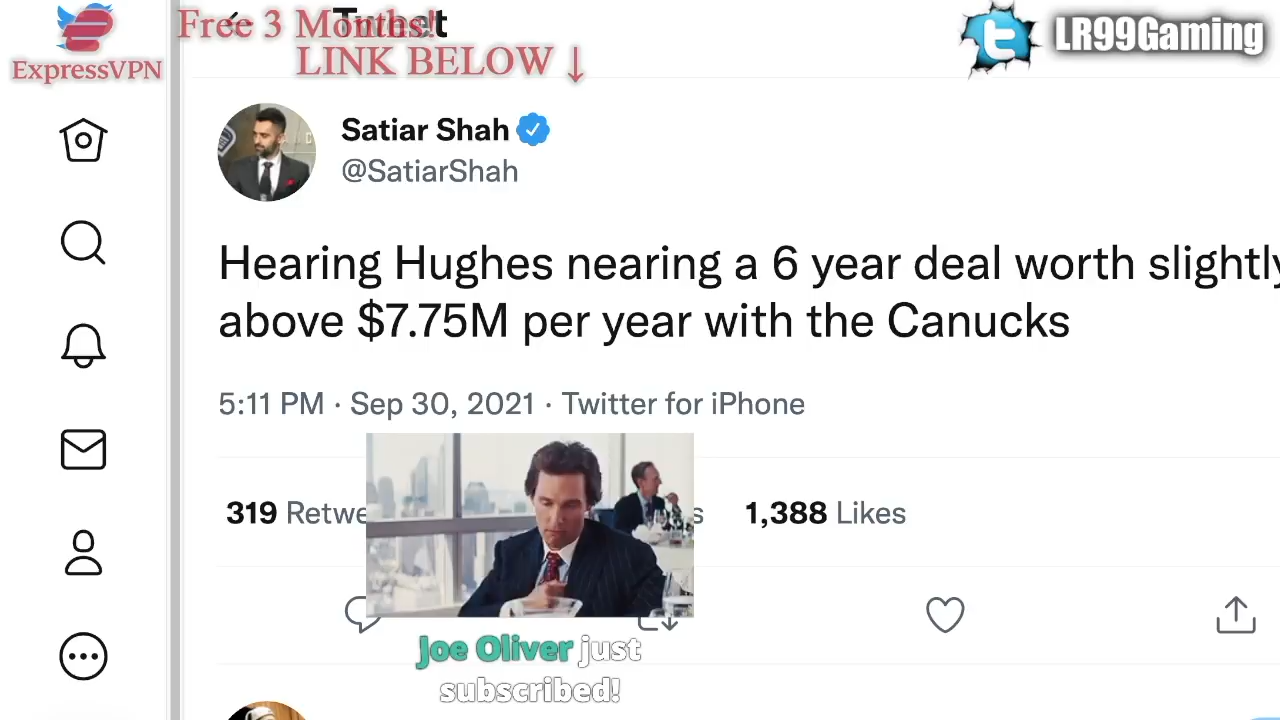 Free 3 Months!
Tweet
LINK BELOW ↓
ExpressVPN
LR99Gaming
Satiar Shah
@SatiarShah
Hearing Hughes nearing a 6 year deal worth slightly
above $7.75M per year with the Canucks
5:11 PM · Sep 30, 2021 · Twitter for iPhone
319 Retwe
s
1,388 Likes
Joe Oliver just
subscribed!